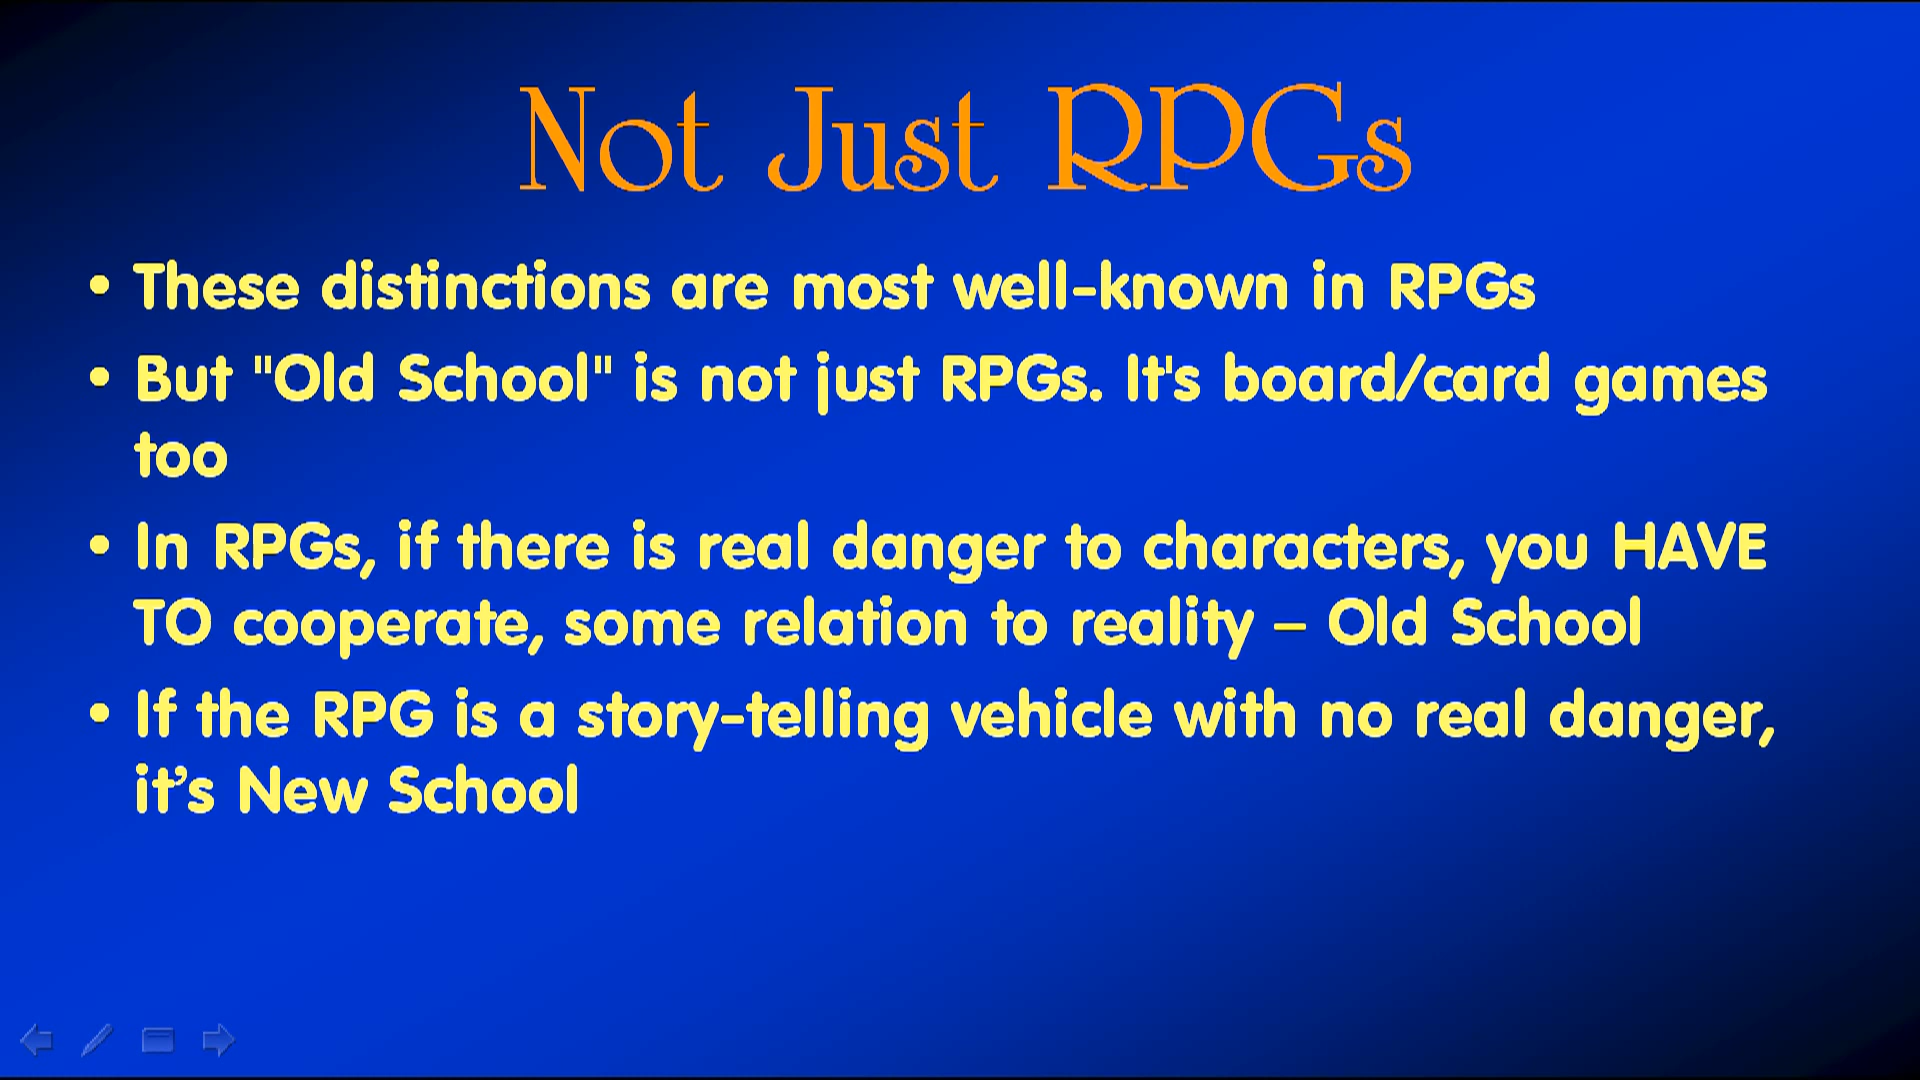 Not Just RPGs
• These distinctions are most well-known in RPGs
• But "Old School" is not just RPGs. It's board/card games
too
• In RPGs, if there is real danger to characters, you HAVE
TO cooperate, some relation to reality – Old School
• If the RPG is a story-telling vehicle with no real danger,
it’s New School